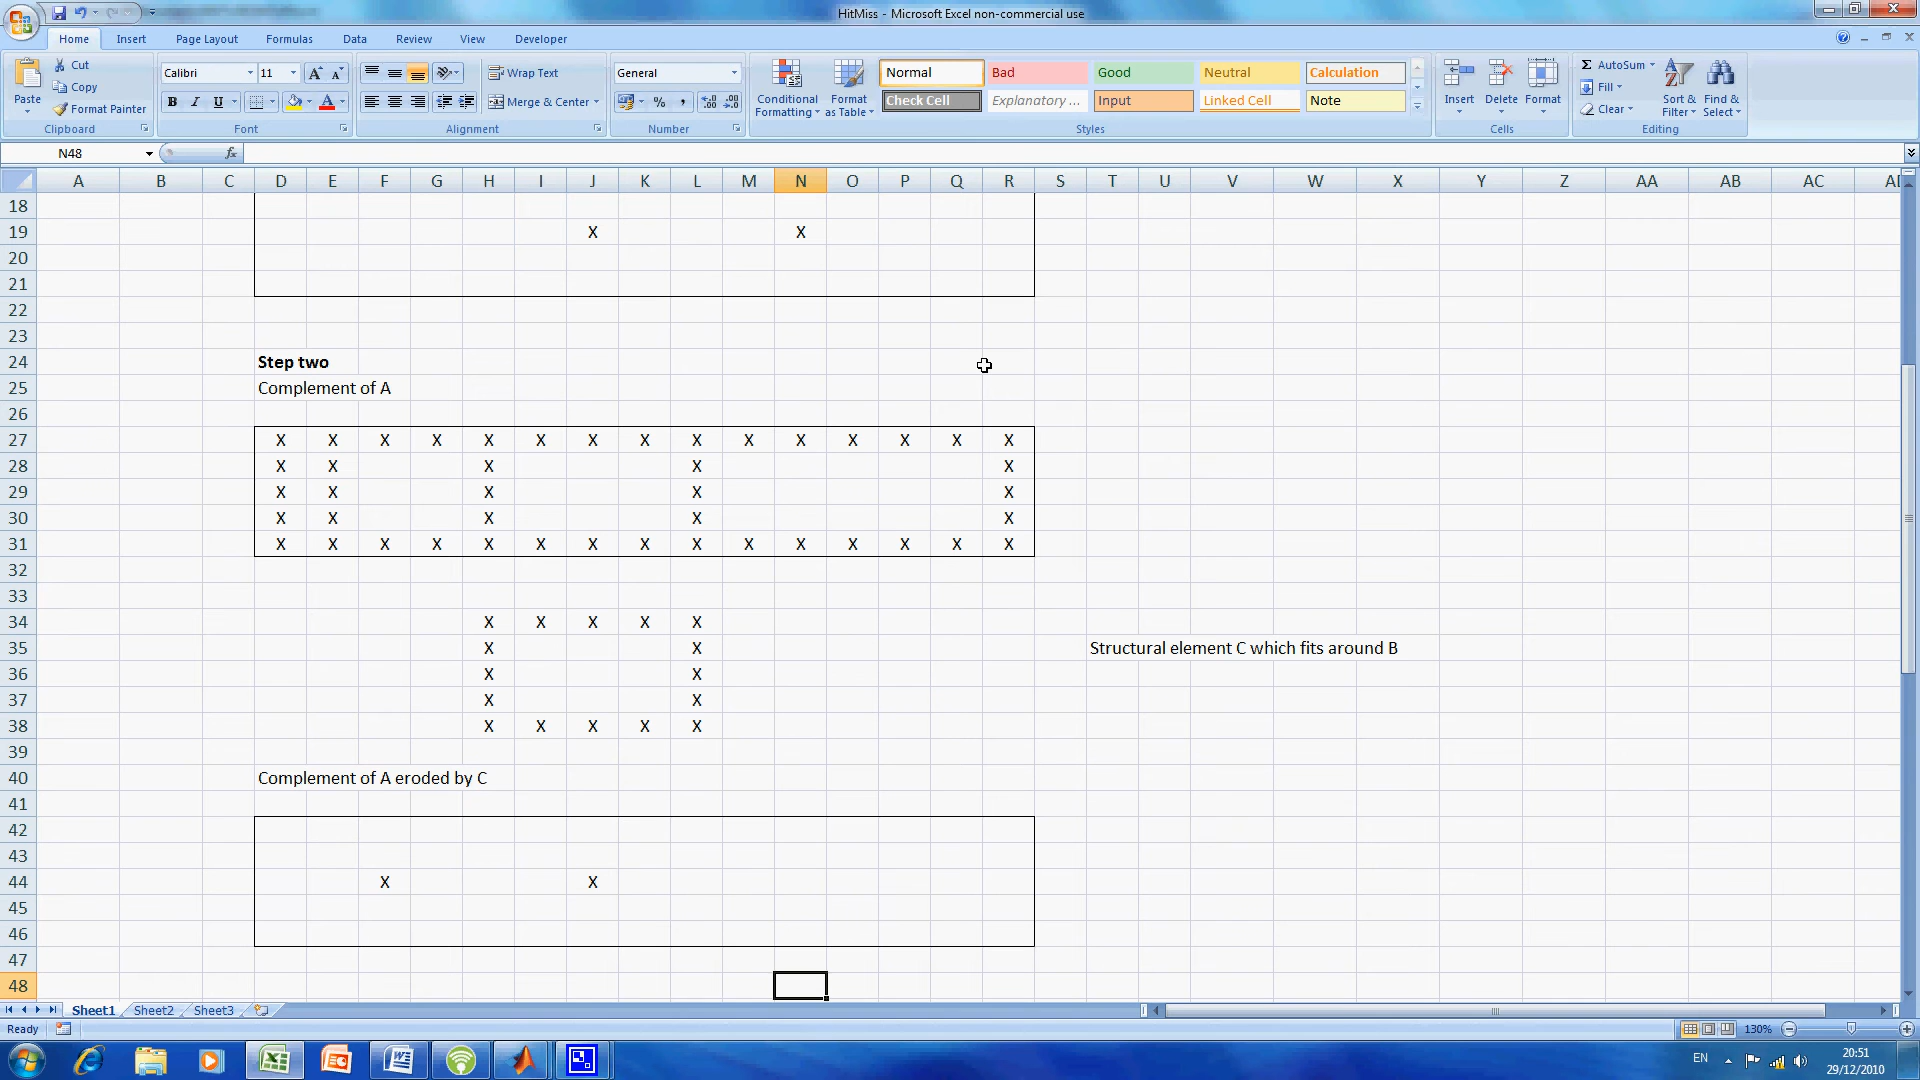 HitMiss - Microsoft Excel non-commercial use
Home Insert Page Layout Formulas Data Review View Developer
Paste
Cut
Copy
Format Painter
Clipboard
Calibri 11
B I U
Font
Wrap Text
Merge & Center
Alignment
General
Number
Conditional Formatting
Format as Table
Normal Bad Good Neutral Calculation
Check Cell Explanatory ... Input Linked Cell Note
Styles
Insert Delete Format
Cells
Σ AutoSum
Fill
Clear
Sort & Filter
Find & Select
Editing
N48 fx
A B C D E F G H I J K L M N O P Q R S T U V W X Y Z AA AB AC AD
18
19 X X
20
21
22
23
24 Step two
25 Complement of A
26
27 X X X X X X X X X X X X X X X
28 X X X X X
29 X X X X X
30 X X X X X
31 X X X X X X X X X X X X X X X
32
33
34 X X X X X
35 X X Structural element C which fits around B
36 X X
37 X X
38 X X X X X
39
40 Complement of A eroded by C
41
42
43
44 X X
45
46
47
48
Sheet1 Sheet2 Sheet3
Ready 130%
EN 20:51
29/12/2010